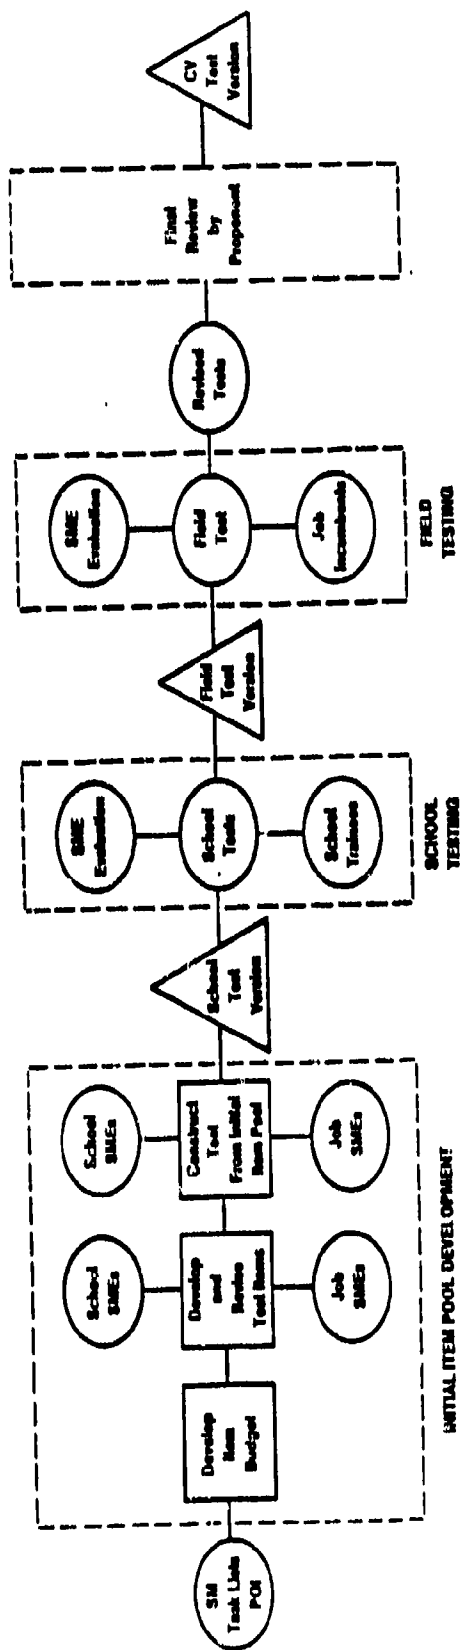 SM
Task Lists
POI
Develop
Item
Budget
School
SMEs
Develop
and
Revise
Test Items
Job
SMEs
School
SMEs
Construct
Test
From Initial
Item Pool
Job
SMEs
INITIAL ITEM POOL DEVELOPMENT
School
Test
Version
SME
Evaluation
School
Tests
School
Trainees
SCHOOL
TESTING
Field
Test
Version
SME
Evaluation
Field
Test
Job
Incumbents
FIELD
TESTING
Revised
Tests
Final
Review
by
Proponent
CV
Test
Version